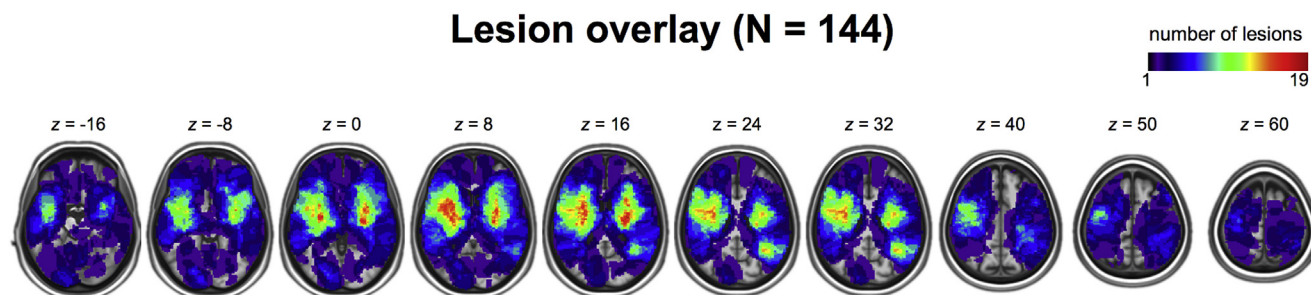 Lesion overlay (N = 144)
number of lesions
1 19
z = -16 z = -8 z = 0 z = 8 z = 16 z = 24 z = 32 z = 40 z = 50 z = 60